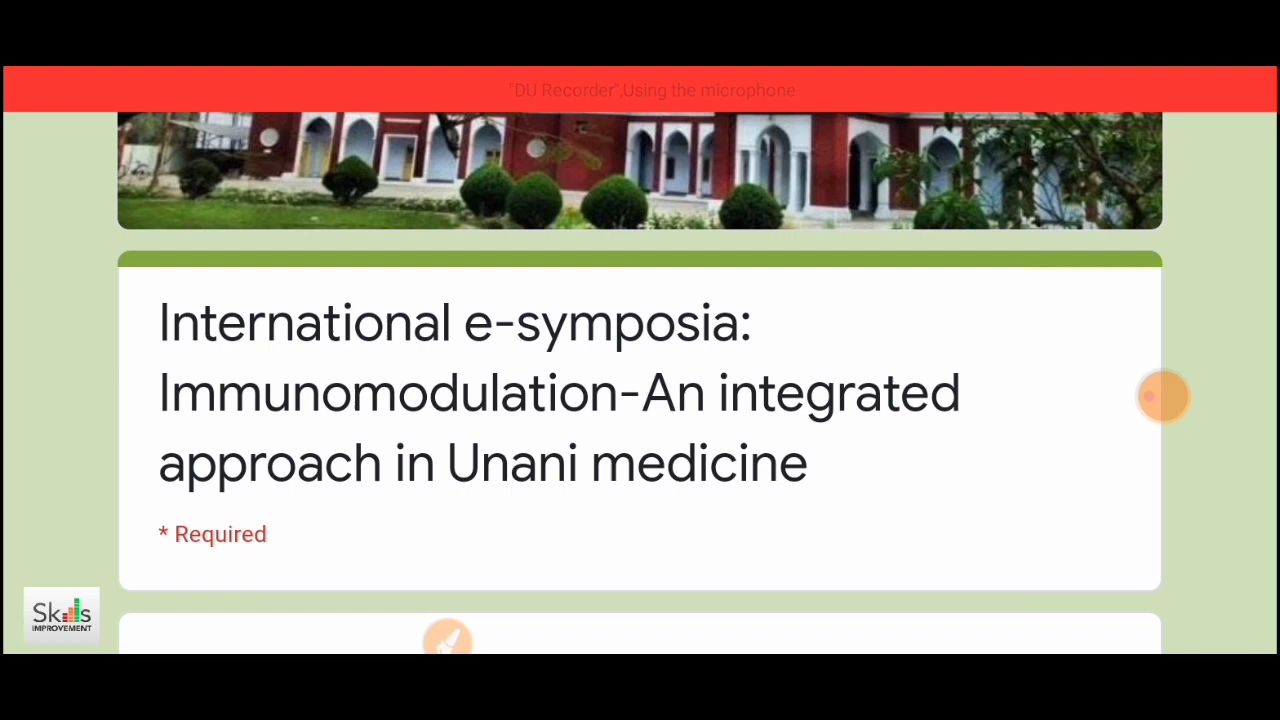 "DU Recorder",Using the microphone
International e-symposia:
Immunomodulation-An integrated
approach in Unani medicine
* Required
Skills
IMPROVEMENT